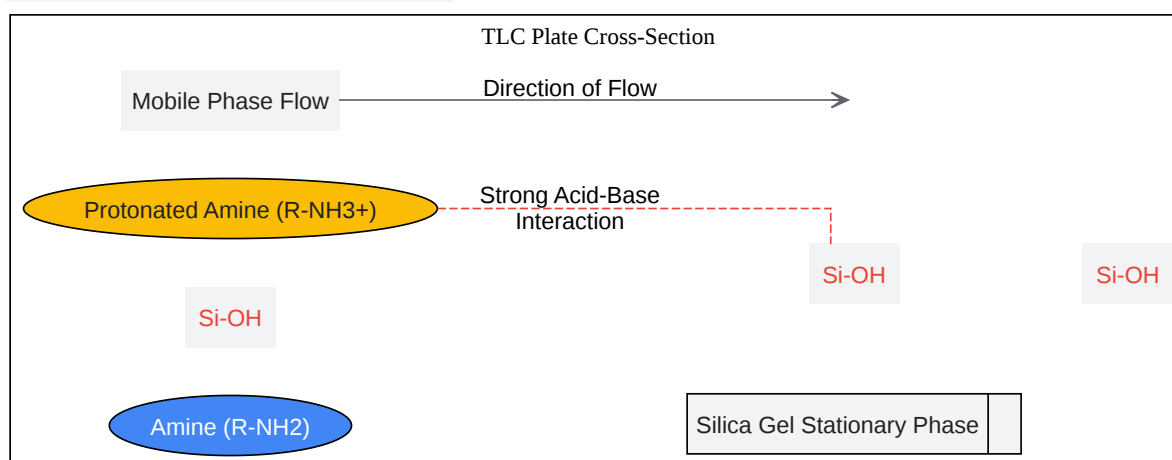 TLC Plate Cross-Section
Mobile Phase Flow
Direction of Flow
Protonated Amine (R-NH3+)
Strong Acid-Base
Interaction
Si-OH
Si-OH
Si-OH
Amine (R-NH2)
Silica Gel Stationary Phase